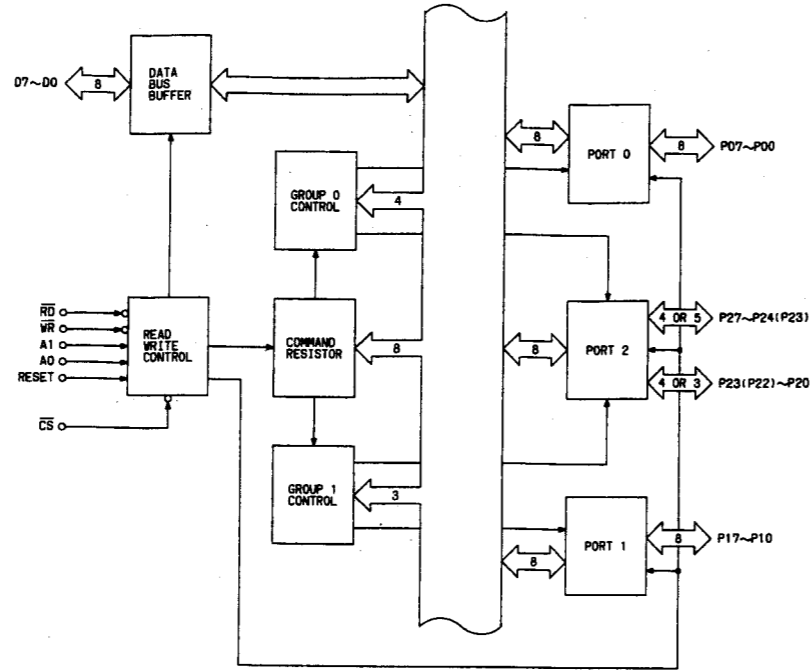 DATA
BUS
BUFFER
D7~D0
8
8
PORT 0
8
P07~P00
GROUP 0
CONTROL
4
RD
WR
A1
A0
RESET
CS
READ
WRITE
CONTROL
COMMAND
RESISTOR
8
8
PORT 2
4 OR 5
P27~P24(P23)
4 OR 3
P23(P22)~P20
GROUP 1
CONTROL
3
8
PORT 1
8
P17~P10